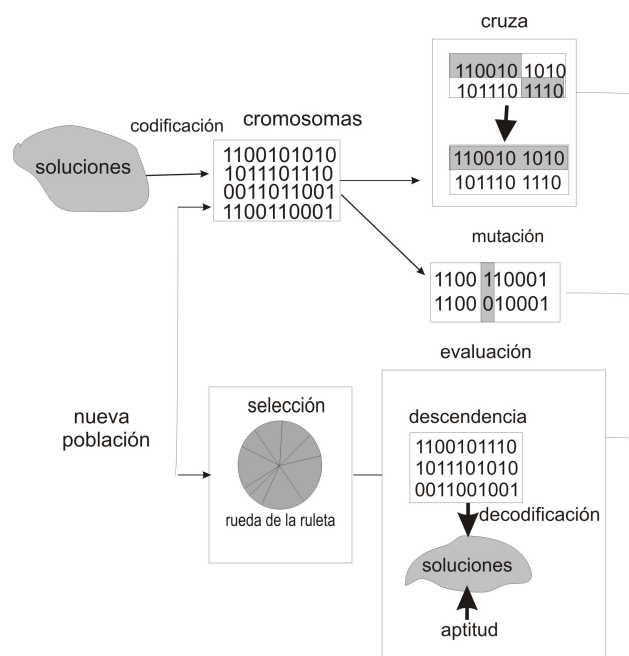 cruza
110010 1010
101110 1110
110010 1010
101110 1110
codificación
cromosomas
soluciones
1100101010
1011101110
0011011001
1100110001
mutación
1100 110001
1100 010001
evaluación
descendencia
1100101110
1011101010
0011001001
decodificación
soluciones
aptitud
selección
rueda de la ruleta
nueva
población